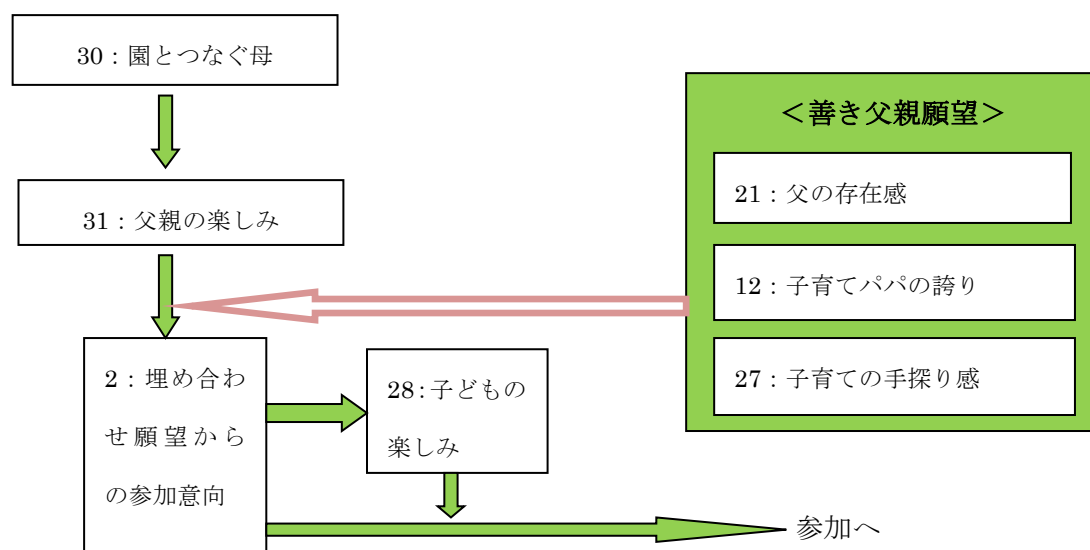 30：園とつなぐ母
31：父親の楽しみ
2：埋め合わ
せ願望から
の参加意向
28：子どもの
楽しみ
参加へ
＜善き父親願望＞
21：父の存在感
12：子育てパパの誇り
27：子育ての手探り感